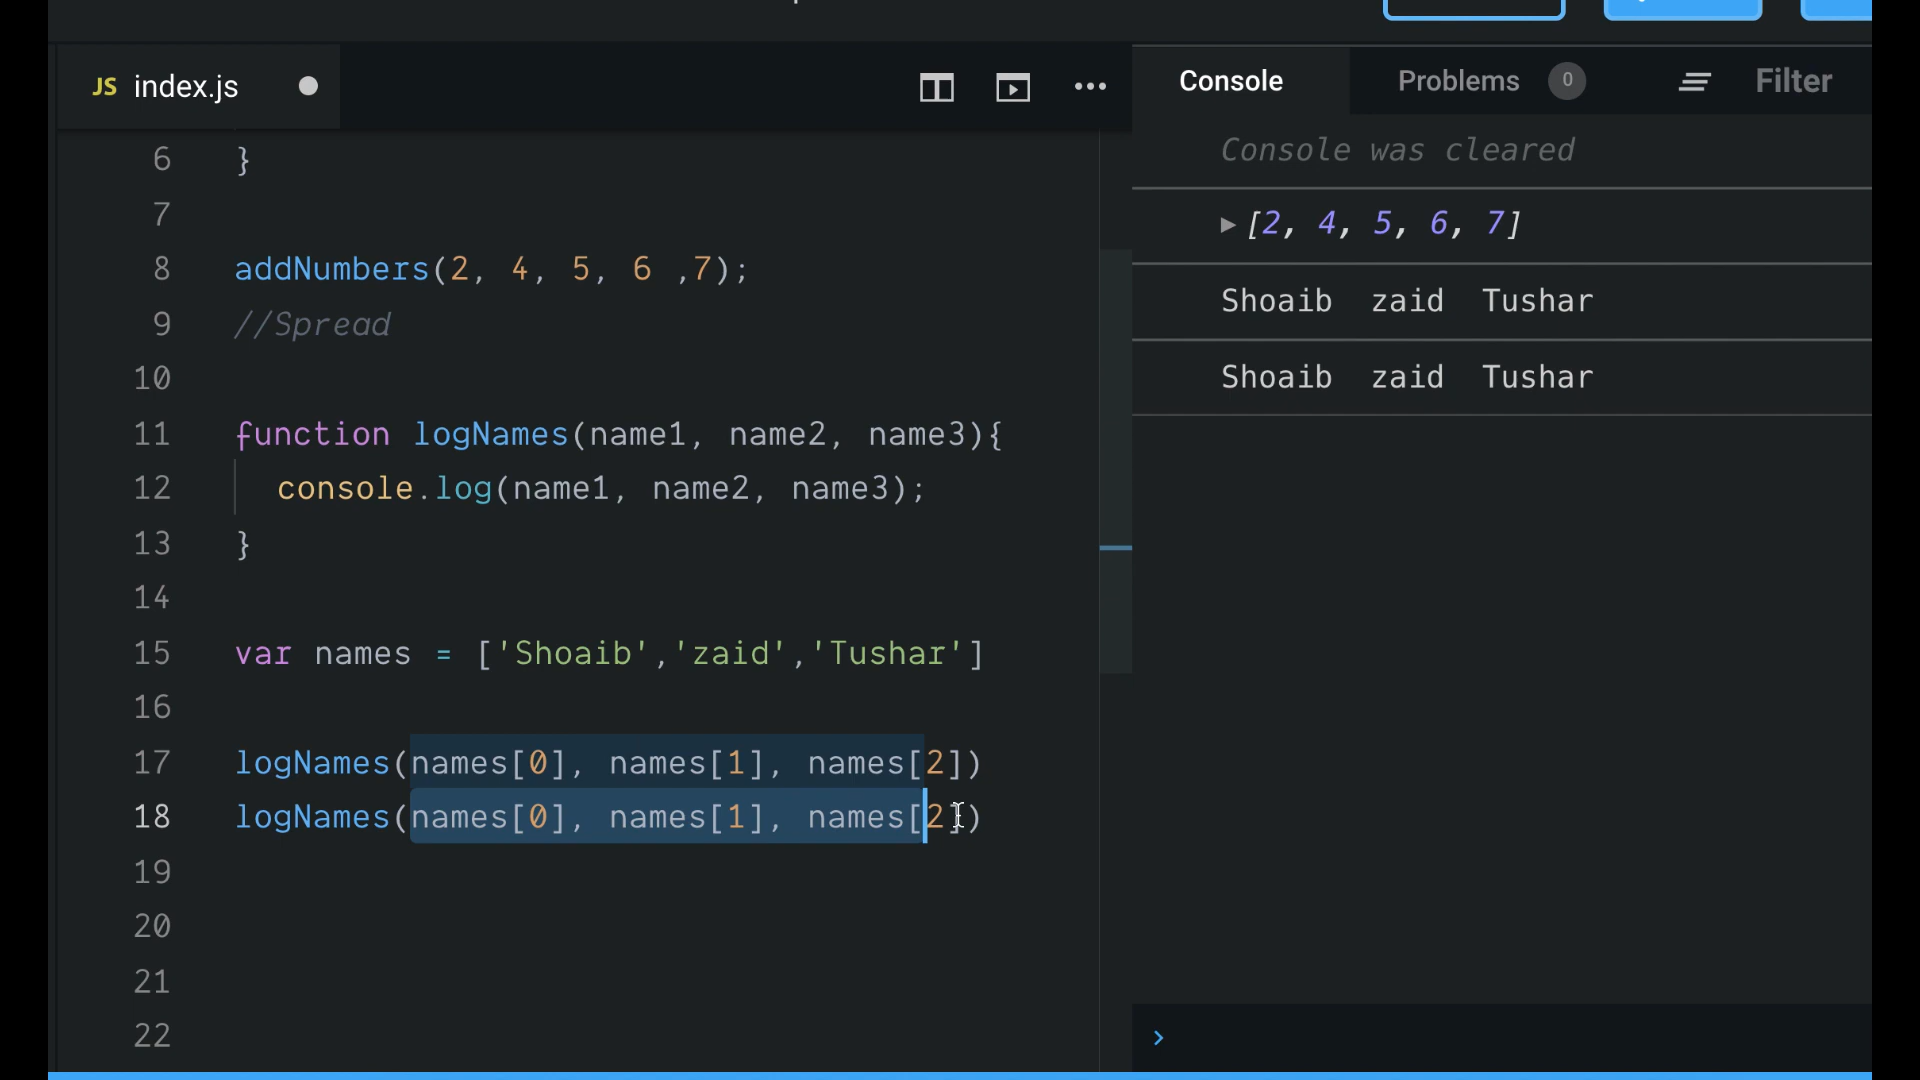 JS index.js
6 }
7
8 addNumbers(2, 4, 5, 6 ,7);
9 //Spread
10
11 function logNames(name1, name2, name3){
12 console.log(name1, name2, name3);
13 }
14
15 var names = ['Shoaib','zaid','Tushar']
16
17 logNames(names[0], names[1], names[2])
18 logNames(names[0], names[1], names[2])
19
20
21
22
Console Problems 0 Filter
Console was cleared
[2, 4, 5, 6, 7]
Shoaib zaid Tushar
Shoaib zaid Tushar